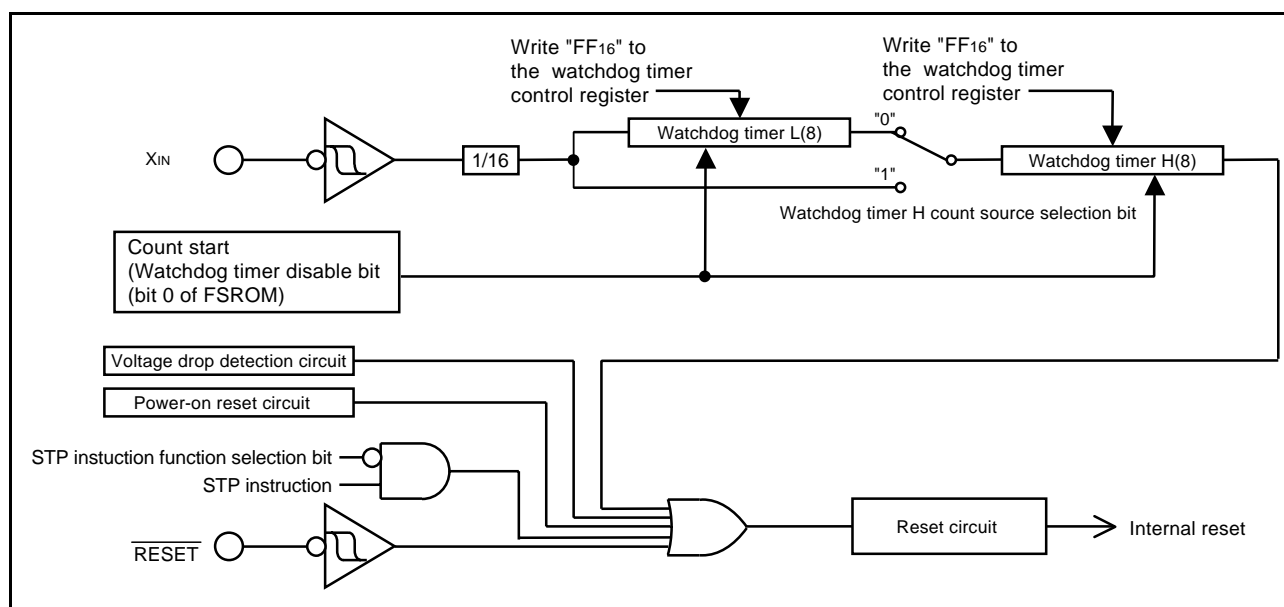 Write "FF16" to
the watchdog timer
control register
Write "FF16" to
the watchdog timer
control register
XIN
1/16
Watchdog timer L(8)
"0"
"1"
Watchdog timer H(8)
Watchdog timer H count source selection bit
Count start
(Watchdog timer disable bit
(bit 0 of FSROM)
Voltage drop detection circuit
Power-on reset circuit
STP instuction function selection bit
STP instruction
RESET
Reset circuit
Internal reset